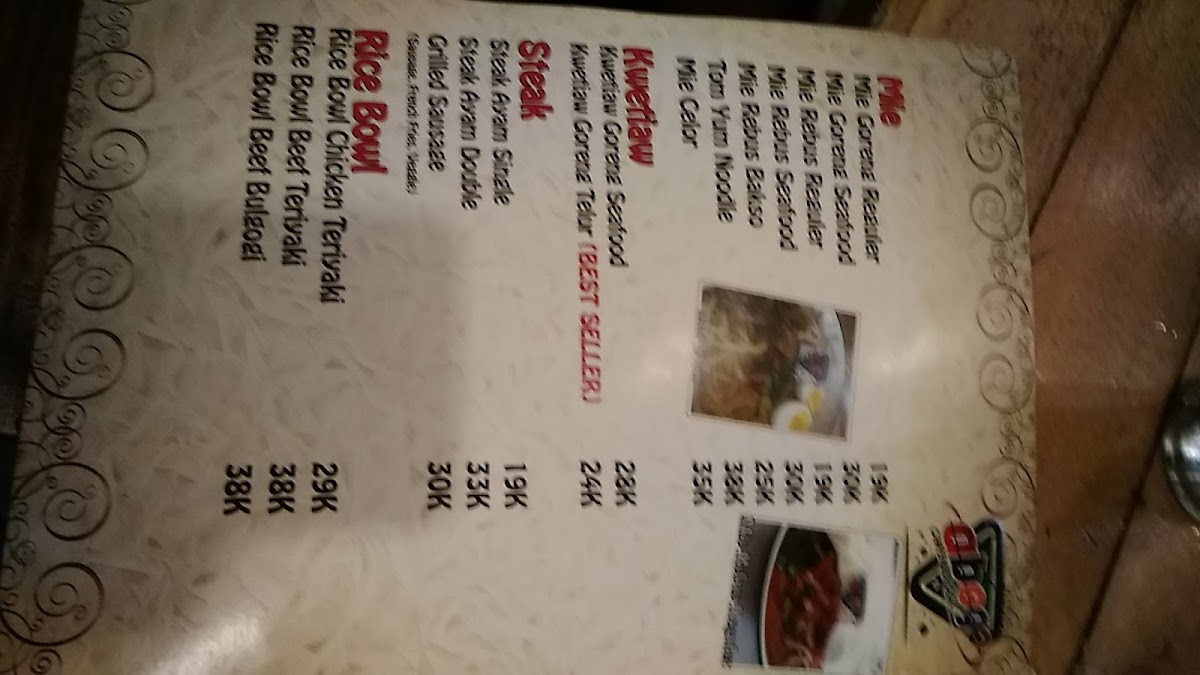 Mie
Mie Goreng Reguler 19K
Mie Goreng Seafood 30K
Mie Rebus Reguler 19K
Mie Rebus Seafood 30K
Mie Rebus Bakso 25K
Tom Yum Noodle 38K
Mie Celor 35K
Kwetiaw
Kwetiaw Goreng Seafood 28K
Kwetiaw Goreng Telur (BEST SELLER) 24K
Steak
Steak Ayam Single 19K
Steak Ayam Double 33K
Grilled Sausage 30K
(Sausage, French Fries, Vegate)
Rice Bowl
Rice Bowl Chicken Teriyaki 29K
Rice Bowl Beef Teriyaki 38K
Rice Bowl Beef Bulgogi 38K